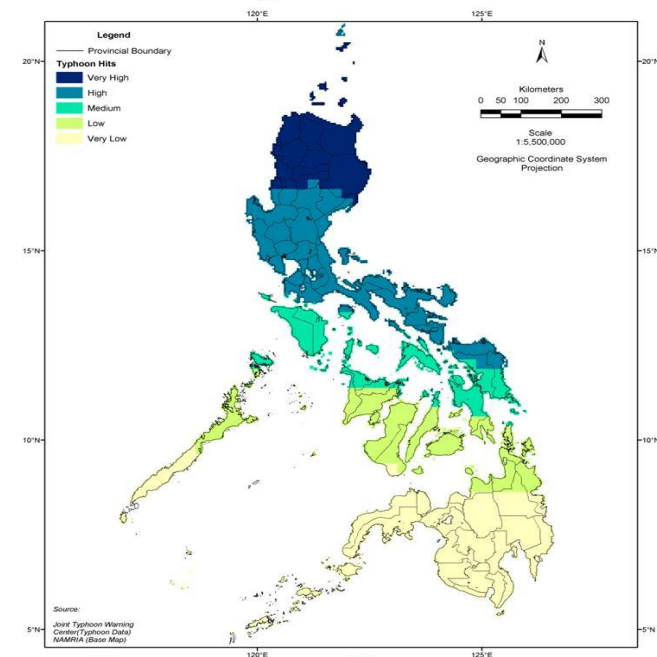 120°E 125°E
Legend
Provincial Boundary
Typhoon Hits
Very High
High
Medium
Low
Very Low
N
Kilometers
0 50 100 200 300
Scale
1:5,500,000
Geographic Coordinate System
Projection
20°N 20°N
15°N 15°N
10°N 10°N
5°N 5°N
Source:
Joint Typhoon Warning
Center(Typhoon Data)
NAMRIA (Base Map)
120°E 125°E